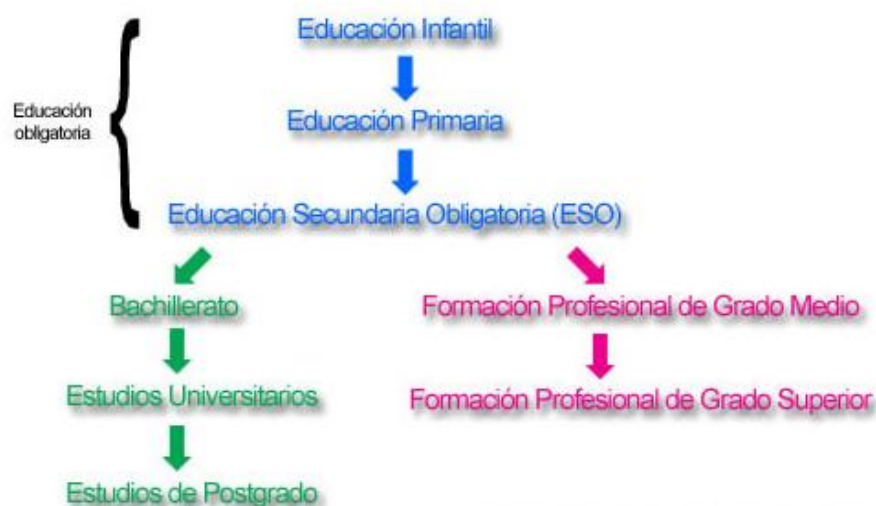 Educación Infantil
Educación
obligatoria
Educación Primaria
Educación Secundaria Obligatoria (ESO)
Bachillerato
Formación Profesional de Grado Medio
Estudios Universitarios
Formación Profesional de Grado Superior
Estudios de Postgrado